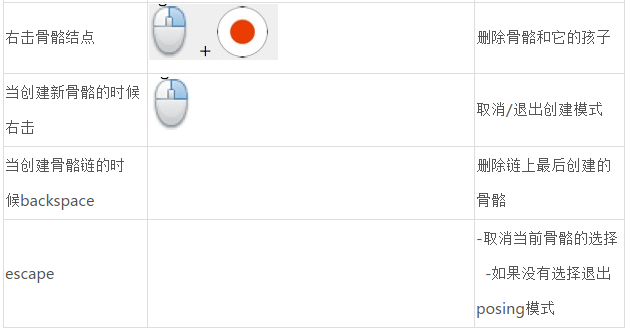 右击骨骼结点
+
删除骨骼和它的孩子
当创建新骨骼的时候
右击
取消/退出创建模式
当创建骨骼链的时
候backspace
删除链上最后创建的
骨骼
escape
-取消当前骨骼的选择
-如果没有选择退出
posing模式